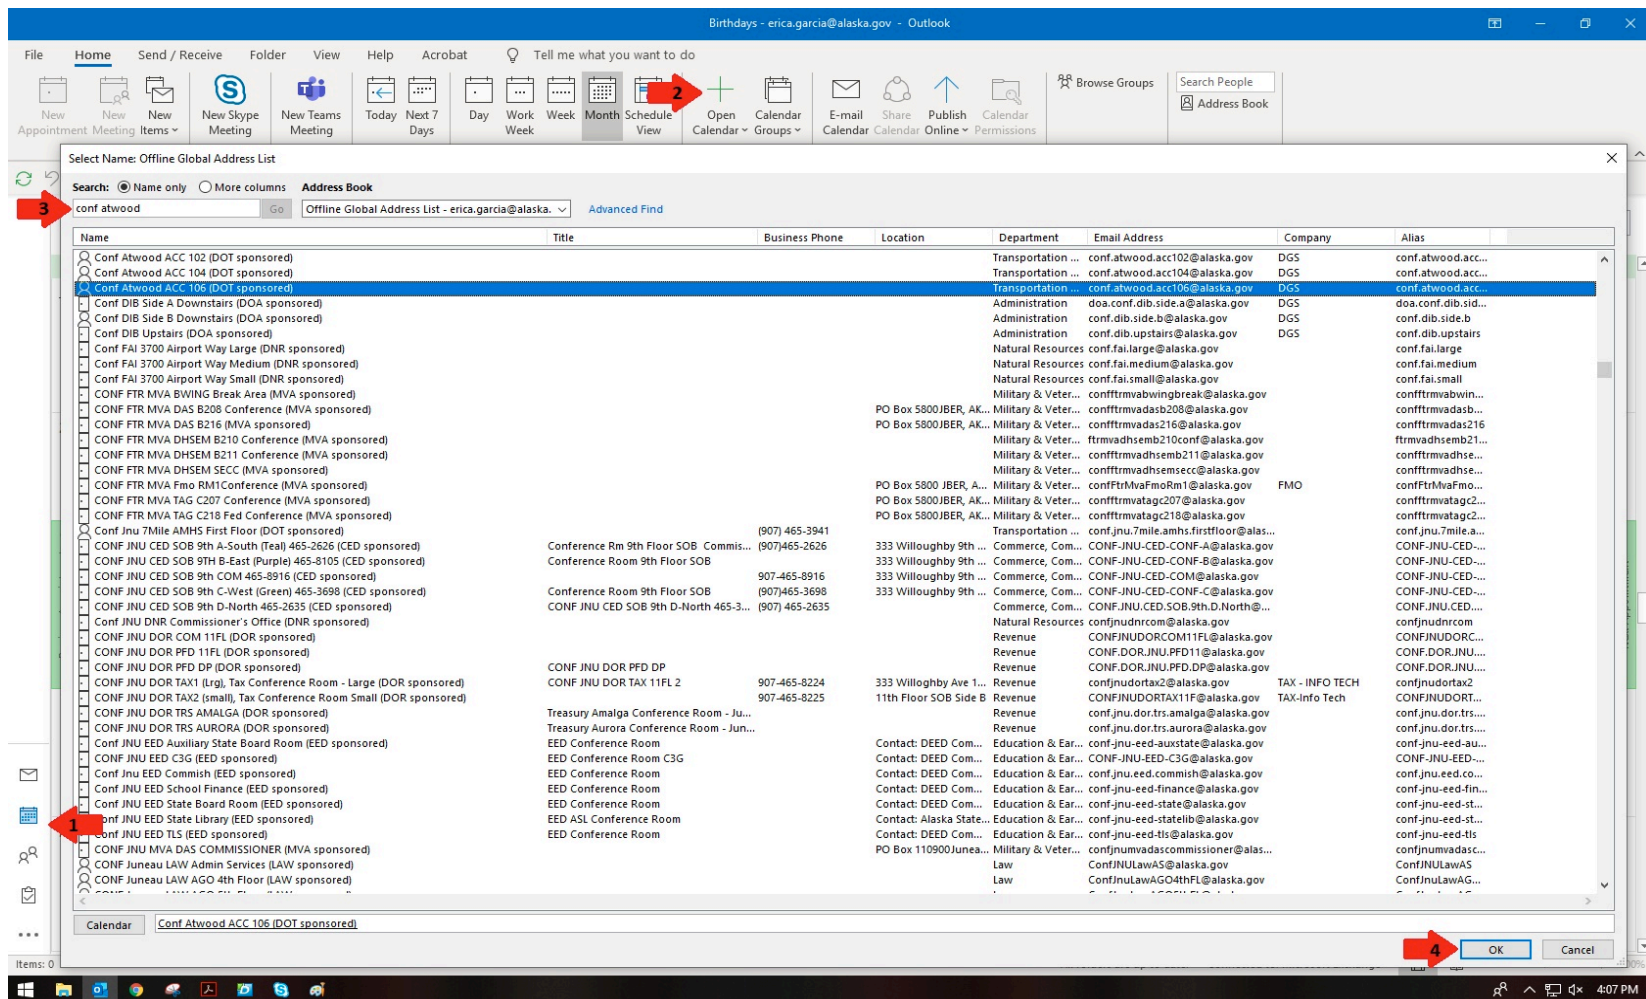 Birthdays - erica.garcia@alaska.gov - Outlook
File Home Send / Receive Folder View Help Acrobat Tell me what you want to do
New Appointment
New Meeting
New Items
New Skype Meeting
New Teams Meeting
Today
Next 7 Days
Day
Work Week
Week
Month
Schedule View
2
Open Calendar
Calendar Groups
E-mail Calendar
Share Calendar
Publish Online
Calendar Permissions
Browse Groups
Search People
Address Book
Select Name: Offline Global Address List
Search: Name only More columns Address Book
3 conf atwood Go Offline Global Address List - erica.garcia@alaska. Advanced Find
Name Title Business Phone Location Department Email Address Company Alias
Conf Atwood ACC 102 (DOT sponsored) Transportation ... conf.atwood.acc102@alaska.gov DGS conf.atwood.acc...
Conf Atwood ACC 104 (DOT sponsored) Transportation ... conf.atwood.acc104@alaska.gov DGS conf.atwood.acc...
Conf Atwood ACC 106 (DOT sponsored) Transportation ... conf.atwood.acc106@alaska.gov DGS conf.atwood.acc...
Conf DIB Side A Downstairs (DOA sponsored) Administration doa.conf.dib.side.a@alaska.gov DGS doa.conf.dib.sid...
Conf DIB Side B Downstairs (DOA sponsored) Administration conf.dib.side.b@alaska.gov DGS conf.dib.side.b
Conf DIB Upstairs (DOA sponsored) Administration conf.dib.upstairs@alaska.gov DGS conf.dib.upstairs
Conf FAI 3700 Airport Way Large (DNR sponsored) Natural Resources conf.fai.large@alaska.gov conf.fai.large
Conf FAI 3700 Airport Way Medium (DNR sponsored) Natural Resources conf.fai.medium@alaska.gov conf.fai.medium
Conf FAI 3700 Airport Way Small (DNR sponsored) Natural Resources conf.fai.small@alaska.gov conf.fai.small
CONF FTR MVA BWING Break Area (MVA sponsored) Military & Veter... confftrmvabwingbreak@alaska.gov confftrmvabwin...
CONF FTR MVA DAS B208 Conference (MVA sponsored) PO Box 5800JBER, AK... Military & Veter... confftrmvadasb208@alaska.gov confftrmvadasb...
CONF FTR MVA DAS B216 (MVA sponsored) PO Box 5800JBER, AK... Military & Veter... confftrmvadas216@alaska.gov confftrmvadas216
CONF FTR MVA DHSEM B210 Conference (MVA sponsored) Military & Veter... ftrmvadhsemb210conf@alaska.gov ftrmvadhsemb21...
CONF FTR MVA DHSEM B211 Conference (MVA sponsored) Military & Veter... confftrmvadhsemb211@alaska.gov confftrmvadhse...
CONF FTR MVA DHSEM SECC (MVA sponsored) Military & Veter... confftrmvadhsemsecc@alaska.gov confftrmvadhse...
CONF FTR MVA Fmo RM1Conference (MVA sponsored) PO Box 5800 JBER, A... Military & Veter... confFtrMvaFmoRm1@alaska.gov FMO confFtrMvaFmo...
CONF FTR MVA TAG C207 Conference (MVA sponsored) PO Box 5800JBER, AK... Military & Veter... confftrmvatagc207@alaska.gov confftrmvatagc2...
CONF FTR MVA TAG C218 Fed Conference (MVA sponsored) PO Box 5800JBER, AK... Military & Veter... confftrmvatagc218@alaska.gov confftrmvatagc2...
Conf Jnu 7Mile AMHS First Floor (DOT sponsored) (907) 465-3941 Transportation ... conf.jnu.7mile.amhs.firstfloor@alas... conf.jnu.7mile.a...
CONF JNU CED SOB 9th A-South (Teal) 465-2626 (CED sponsored) Conference Rm 9th Floor SOB Commis... (907)465-2626 333 Willoughby 9th ... Commerce, Com... CONF-JNU-CED-CONF-A@alaska.gov CONF-JNU-CED-...
CONF JNU CED SOB 9TH B-East (Purple) 465-8105 (CED sponsored) Conference Room 9th Floor SOB 333 Willoughby 9th ... Commerce, Com... CONF-JNU-CED-CONF-B@alaska.gov CONF-JNU-CED-...
CONF JNU CED SOB 9th COM 465-8916 (CED sponsored) 907-465-8916 333 Willoughby 9th ... Commerce, Com... CONF-JNU-CED-COM@alaska.gov CONF-JNU-CED-...
CONF JNU CED SOB 9th C-West (Green) 465-3698 (CED sponsored) Conference Room 9th Floor SOB (907)465-3698 333 Willoughby 9th ... Commerce, Com... CONF-JNU-CED-CONF-C@alaska.gov CONF-JNU-CED-...
CONF JNU CED SOB 9th D-North 465-2635 (CED sponsored) CONF JNU CED SOB 9th D-North 465-3... (907) 465-2635 Commerce, Com... CONF.JNU.CED.SOB.9th.D.North@... CONF.JNU.CED....
Conf JNU DNR Commissioner's Office (DNR sponsored) Natural Resources confjnudnrcom@alaska.gov confjnudnrcom
CONF JNU DOR COM 11FL (DOR sponsored) Revenue CONFJNUDORCOM11FL@alaska.gov CONFJNUDORC...
CONF JNU DOR PFD 11FL (DOR sponsored) Revenue CONF.DOR.JNU.PFD11@alaska.gov CONF.DOR.JNU....
CONF JNU DOR PFD DP (DOR sponsored) CONF JNU DOR PFD DP Revenue CONF.DOR.JNU.PFD.DP@alaska.gov CONF.DOR.JNU....
CONF JNU DOR TAX1 (Lrg), Tax Conference Room - Large (DOR sponsored) CONF JNU DOR TAX 11FL 2 907-465-8224 333 Willoghby Ave 1... Revenue confjnudortax2@alaska.gov TAX - INFO TECH confjnudortax2
CONF JNU DOR TAX2 (small), Tax Conference Room Small (DOR sponsored) 907-465-8225 11th Floor SOB Side B Revenue CONFJNUDORTAX11F@alaska.gov TAX-Info Tech CONFJNUDORT...
CONF JNU DOR TRS AMALGA (DOR sponsored) Treasury Amalga Conference Room - Ju... Revenue conf.jnu.dor.trs.amalga@alaska.gov conf.jnu.dor.trs....
CONF JNU DOR TRS AURORA (DOR sponsored) Treasury Aurora Conference Room - Jun... Revenue conf.jnu.dor.trs.aurora@alaska.gov conf.jnu.dor.trs....
Conf JNU EED Auxiliary State Board Room (EED sponsored) EED Conference Room Contact: DEED Com... Education & Ear... conf-jnu-eed-auxstate@alaska.gov conf-jnu-eed-au...
CONF JNU EED C3G (EED sponsored) EED Conference Room C3G Contact: DEED Com... Education & Ear... CONF-JNU-EED-C3G@alaska.gov CONF-JNU-EED-...
Conf Jnu EED Commish (EED sponsored) EED Conference Room Contact: DEED Com... Education & Ear... conf.jnu.eed.commish@alaska.gov conf.jnu.eed.co...
Conf JNU EED School Finance (EED sponsored) EED Conference Room Contact: DEED Com... Education & Ear... conf-jnu-eed-finance@alaska.gov conf-jnu-eed-fin...
Conf JNU EED State Board Room (EED sponsored) EED Conference Room Contact: DEED Com... Education & Ear... conf-jnu-eed-state@alaska.gov conf-jnu-eed-st...
1 Conf JNU EED State Library (EED sponsored) EED ASL Conference Room Contact: Alaska State... Education & Ear... conf-jnu-eed-statelib@alaska.gov conf-jnu-eed-st...
Conf JNU EED TLS (EED sponsored) EED Conference Room Contact: DEED Com... Education & Ear... conf-jnu-eed-tls@alaska.gov conf-jnu-eed-tls
CONF JNU MVA DAS COMMISSIONER (MVA sponsored) PO Box 110900Junea... Military & Veter... confjnumvadascommissioner@alas... confjnumvadasc...
CONF Juneau LAW Admin Services (LAW sponsored) Law ConfJNULawAS@alaska.gov ConfJNULawAS
CONF Juneau LAW AGO 4th Floor (LAW sponsored) Law ConfJnuLawAGO4thFL@alaska.gov ConfJnuLawAG...
Calendar Conf Atwood ACC 106 (DOT sponsored)
4 OK Cancel
Items: 0
4:07 PM